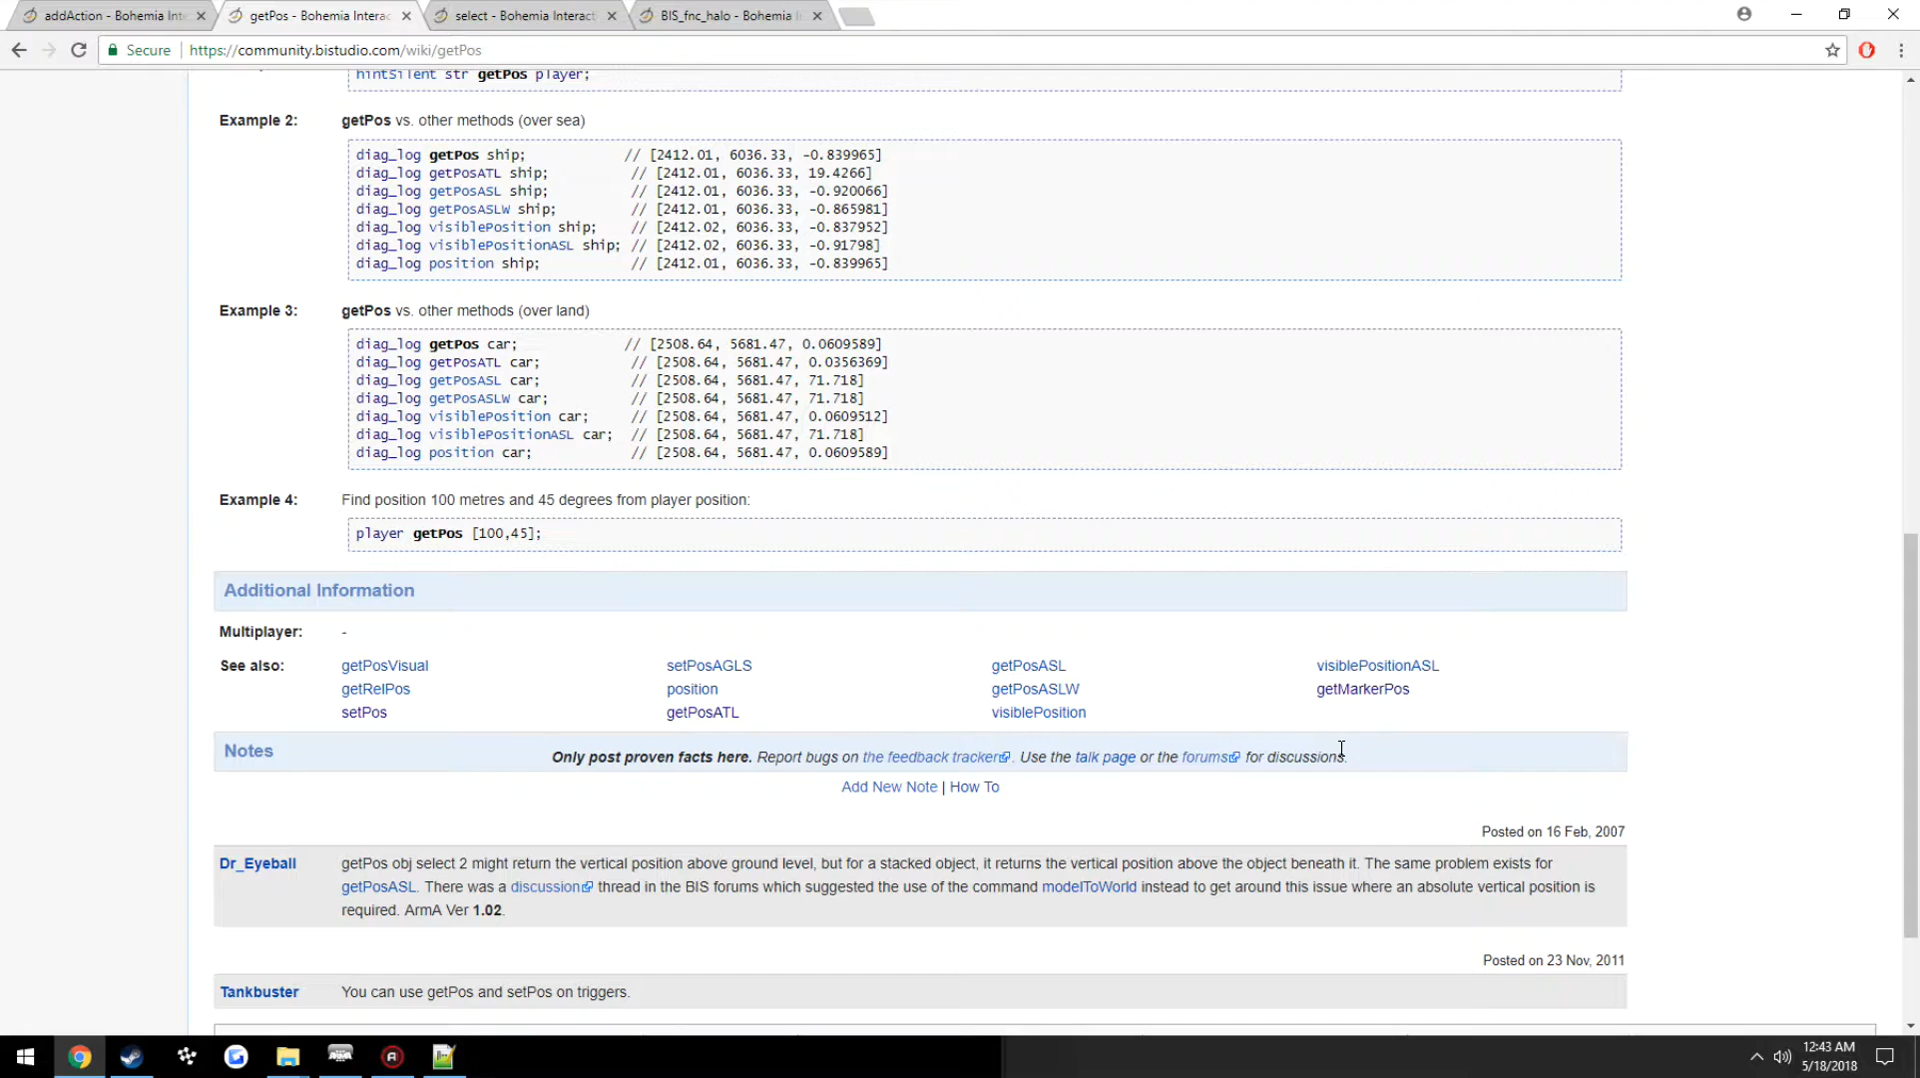 addAction - Bohemia Inte
getPos - Bohemia Interac
select - Bohemia Interact
BIS_fnc_halo - Bohemia I
Secure https://community.bistudio.com/wiki/getPos
hintSilent str getPos player;
Example 2: getPos vs. other methods (over sea)
diag_log getPos ship; // [2412.01, 6036.33, -0.839965]
diag_log getPosATL ship; // [2412.01, 6036.33, 19.4266]
diag_log getPosASL ship; // [2412.01, 6036.33, -0.920066]
diag_log getPosASLW ship; // [2412.01, 6036.33, -0.865981]
diag_log visiblePosition ship; // [2412.02, 6036.33, -0.837952]
diag_log visiblePositionASL ship; // [2412.02, 6036.33, -0.91798]
diag_log position ship; // [2412.01, 6036.33, -0.839965]
Example 3: getPos vs. other methods (over land)
diag_log getPos car; // [2508.64, 5681.47, 0.0609589]
diag_log getPosATL car; // [2508.64, 5681.47, 0.0356369]
diag_log getPosASL car; // [2508.64, 5681.47, 71.718]
diag_log getPosASLW car; // [2508.64, 5681.47, 71.718]
diag_log visiblePosition car; // [2508.64, 5681.47, 0.0609512]
diag_log visiblePositionASL car; // [2508.64, 5681.47, 71.718]
diag_log position car; // [2508.64, 5681.47, 0.0609589]
Example 4: Find position 100 metres and 45 degrees from player position:
player getPos [100,45];
Additional Information
Multiplayer: -
See also: getPosVisual setPosAGLS getPosASL visiblePositionASL
getRelPos position getPosASLW getMarkerPos
setPos getPosATL visiblePosition
Notes Only post proven facts here. Report bugs on the feedback tracker. Use the talk page or the forums for discussions.
Add New Note | How To
Posted on 16 Feb, 2007
Dr_Eyeball getPos obj select 2 might return the vertical position above ground level, but for a stacked object, it returns the vertical position above the object beneath it. The same problem exists for
getPosASL. There was a discussion thread in the BIS forums which suggested the use of the command modelToWorld instead to get around this issue where an absolute vertical position is
required. ArmA Ver 1.02.
Posted on 23 Nov, 2011
Tankbuster You can use getPos and setPos on triggers.
12:43 AM
5/18/2018